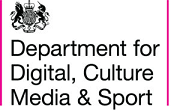 Department for
Digital, Culture
Media & Sport